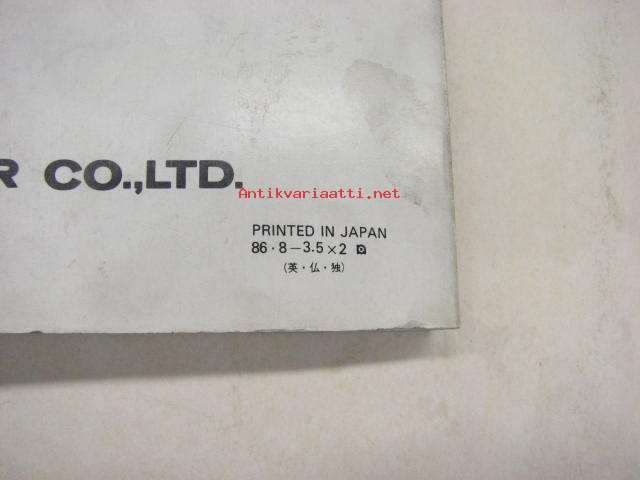 R CO.,LTD.
Antikvariaatti.net
PRINTED IN JAPAN
86・8－3.5×2
(英・仏・独)